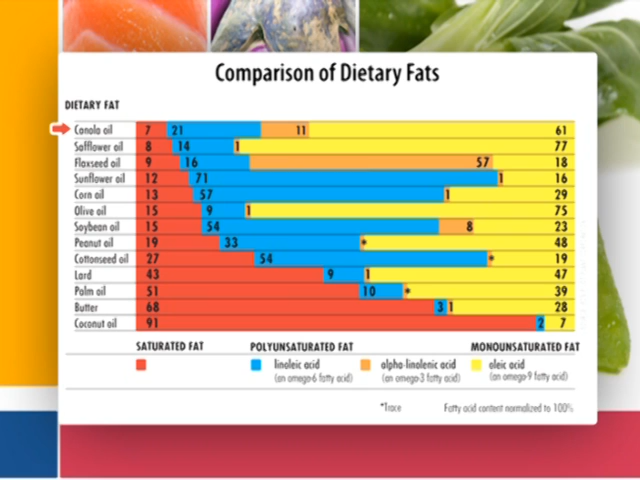 Comparison of Dietary Fats
DIETARY FAT
Canola oil 7 21 11 61
Safflower oil 8 14 1 77
Flaxseed oil 9 16 57 18
Sunflower oil 12 71 1 16
Corn oil 13 57 1 29
Olive oil 15 9 1 75
Soybean oil 15 54 8 23
Peanut oil 19 33 * 48
Cottonseed oil 27 54 * 19
Lard 43 9 1 47
Palm oil 51 10 * 39
Butter 68 3 1 28
Coconut oil 91 2 7
SATURATED FAT POLYUNSATURATED FAT MONOUNSATURATED FAT
linoleic acid alpha-linolenic acid oleic acid
(an omega-6 fatty acid) (an omega-3 fatty acid) (an omega-9 fatty acid)
*Trace Fatty acid content normalized to 100%